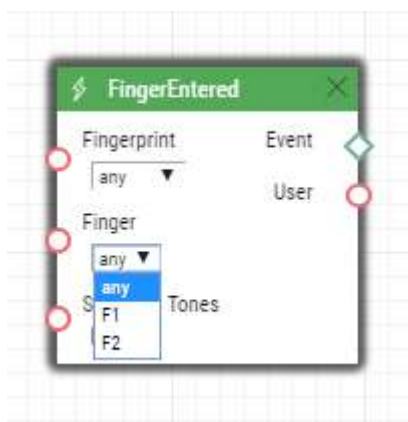 FingerEntered
Fingerprint Event
any
User
Finger
any
any
Tones
F1
F2